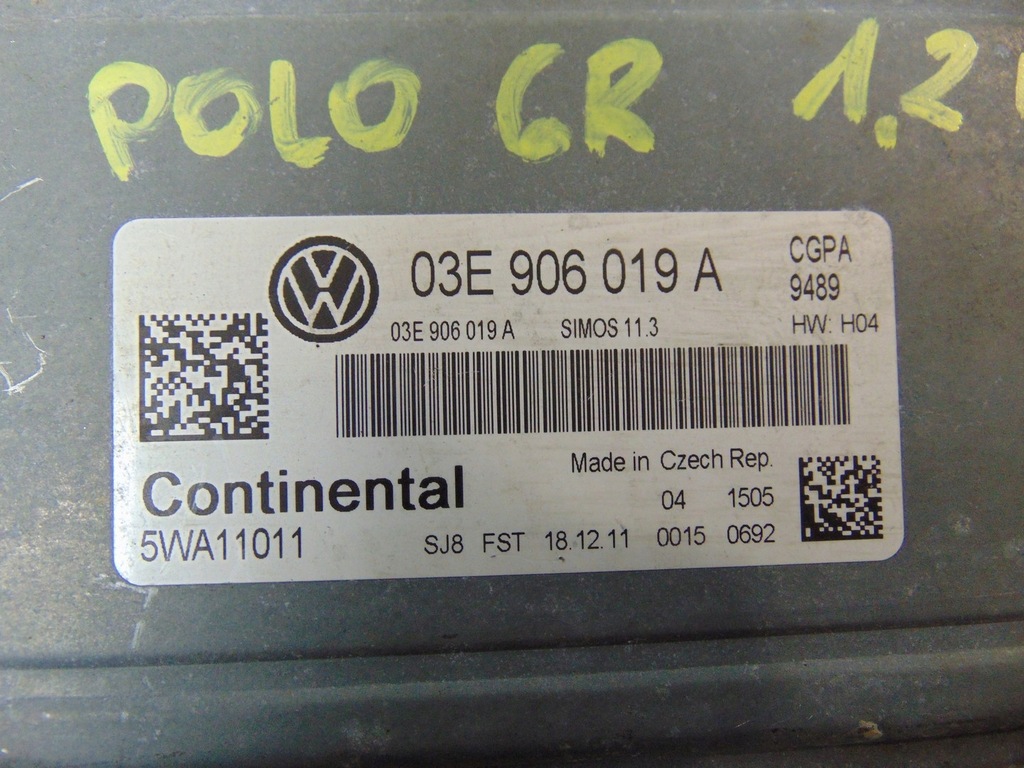 POLO 6R 1.2
03E 906 019 A
CGPA
9489
03E 906 019 A SIMOS 11.3 HW: H04
Continental
5WA11011
Made in Czech Rep.
04 1505
SJ8 FST 18.12.11 0015 0692